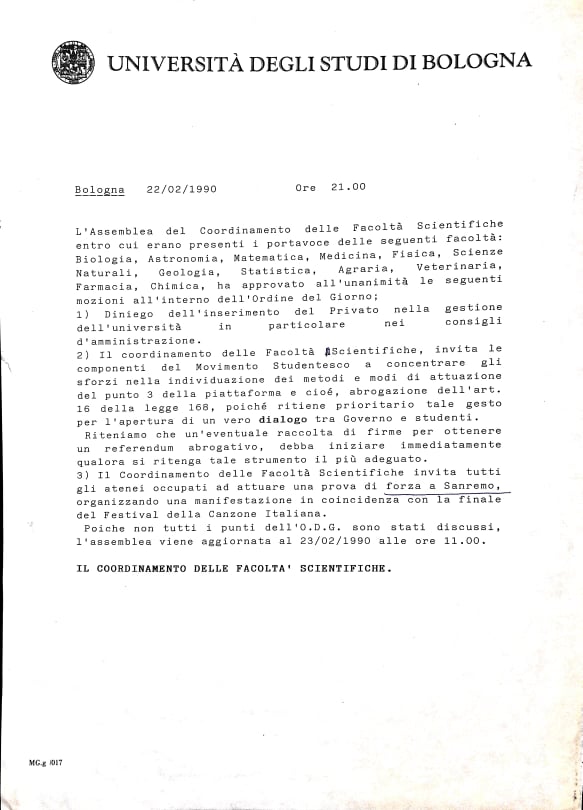 UNIVERSITÀ DEGLI STUDI DI BOLOGNA
Bologna 22/02/1990 Ore 21.00
L'Assemblea del Coordinamento delle Facoltà Scientifiche
entro cui erano presenti i portavoce delle seguenti facoltà:
Biologia, Astronomia, Matematica, Medicina, Fisica, Scienze
Naturali, Geologia, Statistica, Agraria, Veterinaria,
Farmacia, Chimica, ha approvato all'unanimità le seguenti
mozioni all'interno dell'Ordine del Giorno;
1) Diniego dell'inserimento del Privato nella gestione
dell'università in particolare nei consigli
d'amministrazione.
2) Il coordinamento delle Facoltà Scientifiche, invita le
componenti del Movimento Studentesco a concentrare gli
sforzi nella individuazione dei metodi e modi di attuazione
del punto 3 della piattaforma e cioé, abrogazione dell'art.
16 della legge 168, poiché ritiene prioritario tale gesto
per l'apertura di un vero dialogo tra Governo e studenti.
Riteniamo che un'eventuale raccolta di firme per ottenere
un referendum abrogativo, debba iniziare immediatamente
qualora si ritenga tale strumento il più adeguato.
3) Il Coordinamento delle Facoltà Scientifiche invita tutti
gli atenei occupati ad attuare una prova di forza a Sanremo,
organizzando una manifestazione in coincidenza con la finale
del Festival della Canzone Italiana.
Poiche non tutti i punti dell'O.D.G. sono stati discussi,
l'assemblea viene aggiornata al 23/02/1990 alle ore 11.00.
IL COORDINAMENTO DELLE FACOLTA' SCIENTIFICHE.
MG.g /017